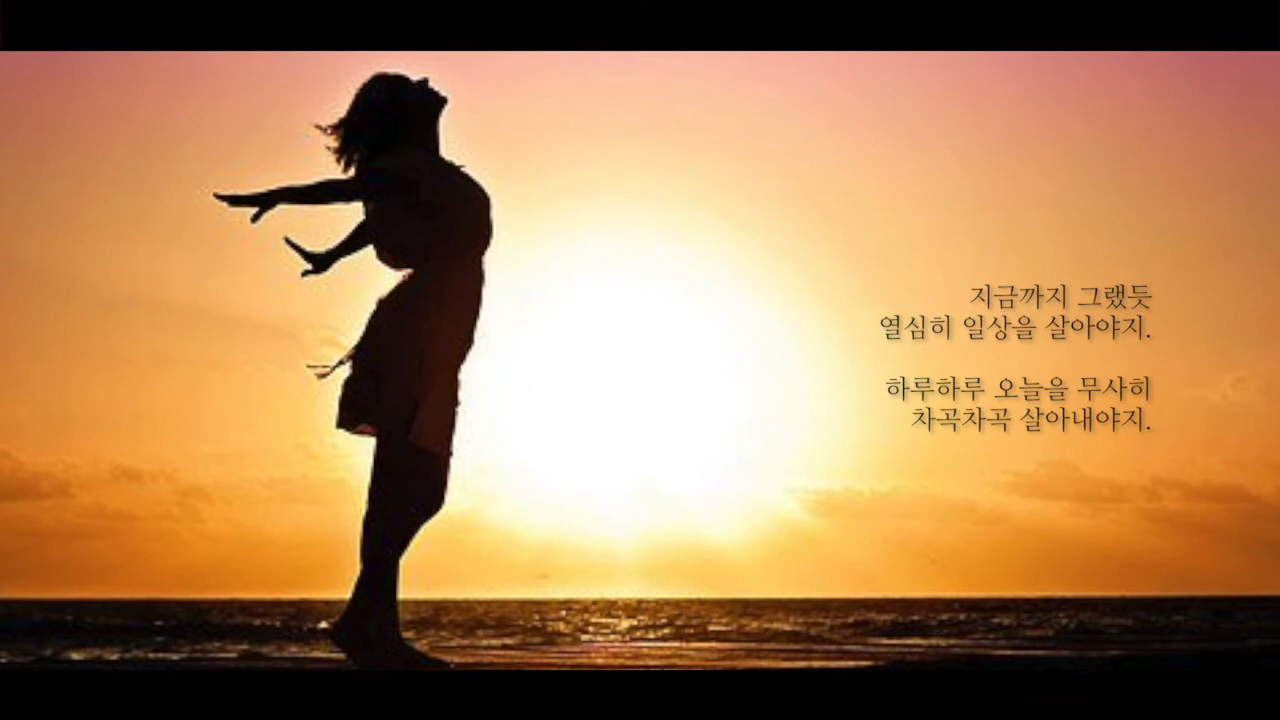 지금까지 그랬듯
열심히 일상을 살아야지.
하루하루 오늘을 무사히
차곡차곡 살아내야지.